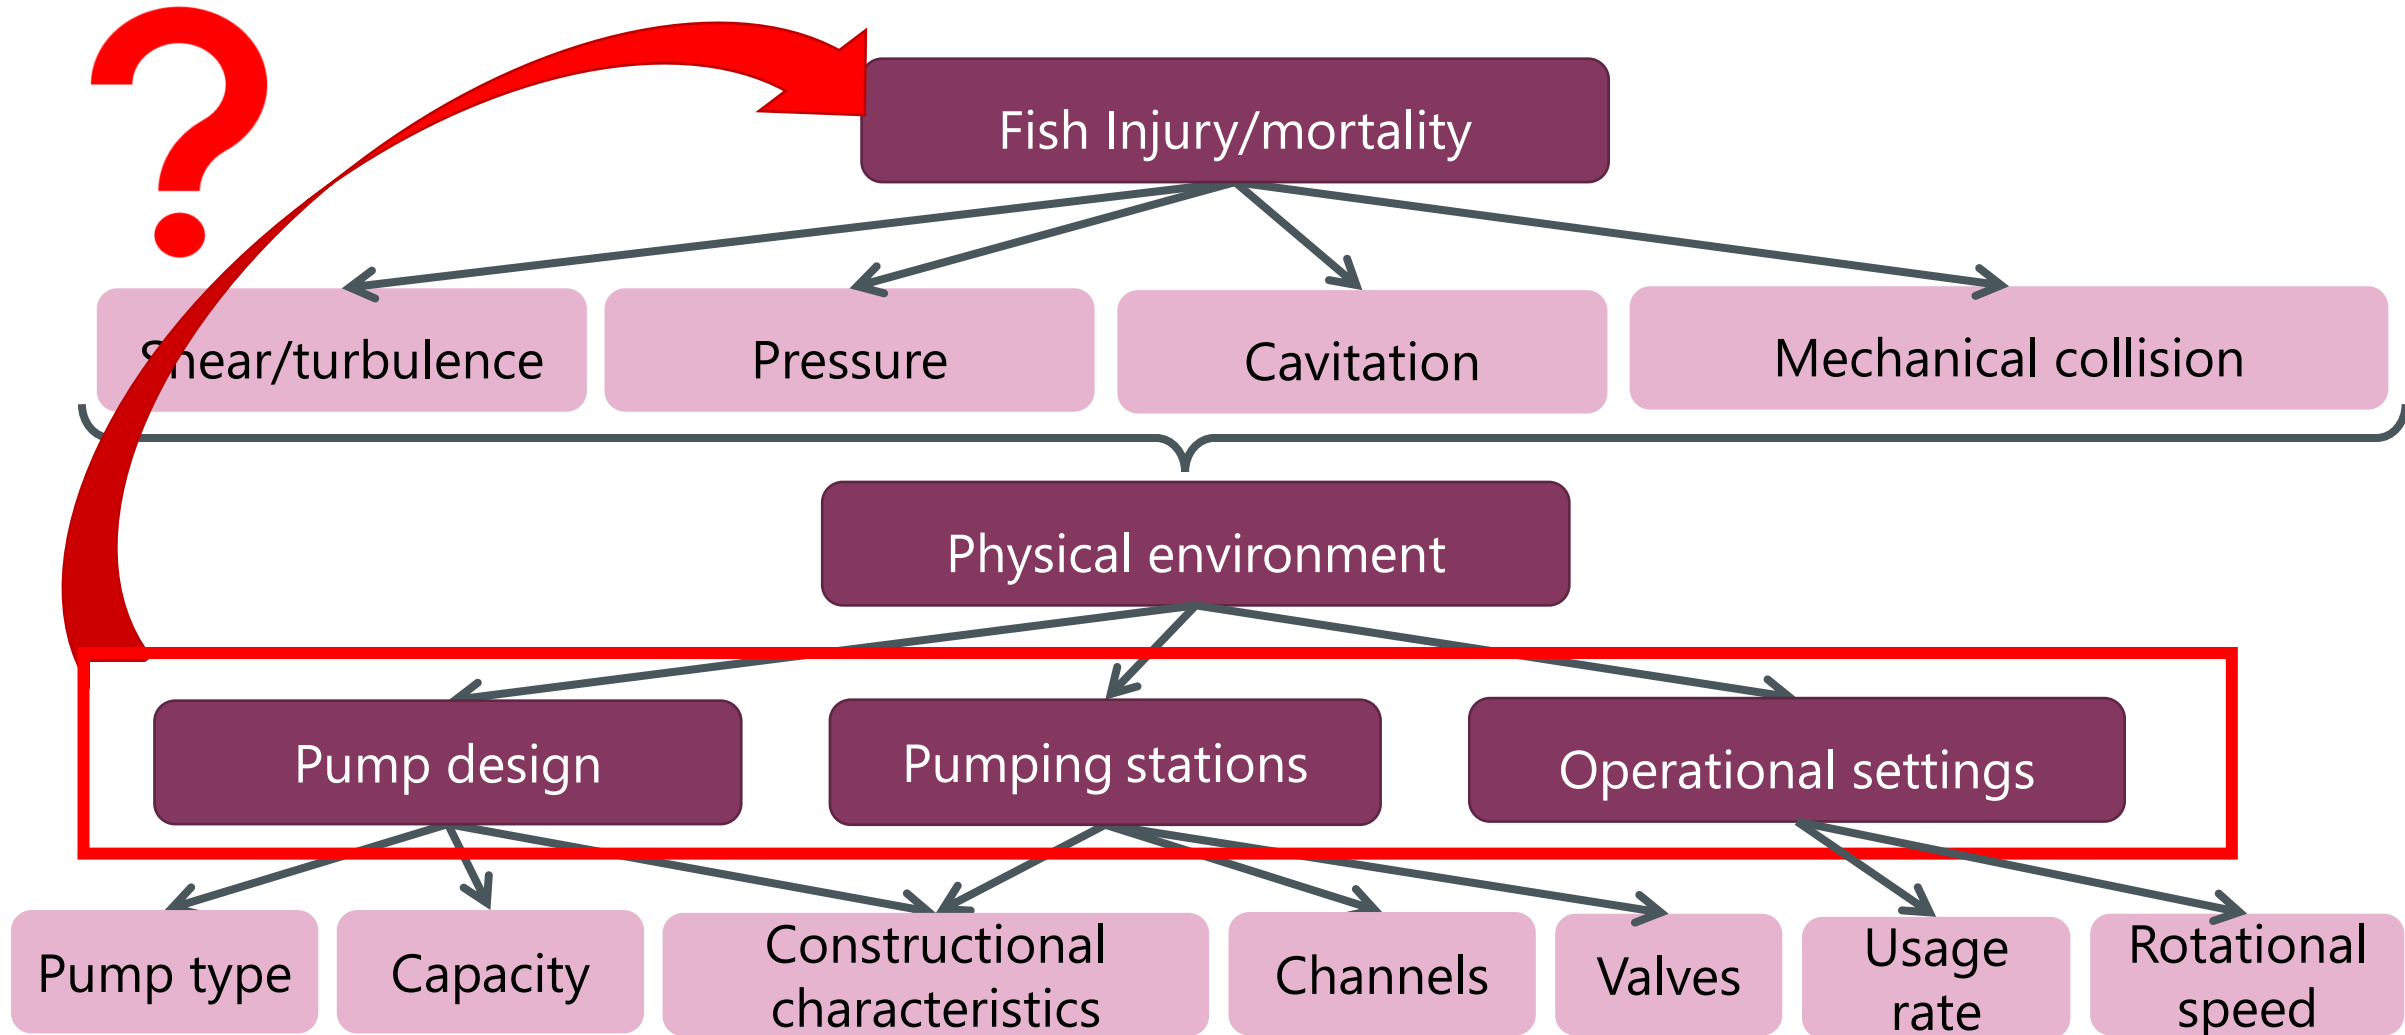 ?
Fish Injury/mortality
Shear/turbulence
Pressure
Cavitation
Mechanical collision
Physical environment
Pump design
Pumping stations
Operational settings
Pump type
Capacity
Constructional
characteristics
Channels
Valves
Usage
rate
Rotational
speed